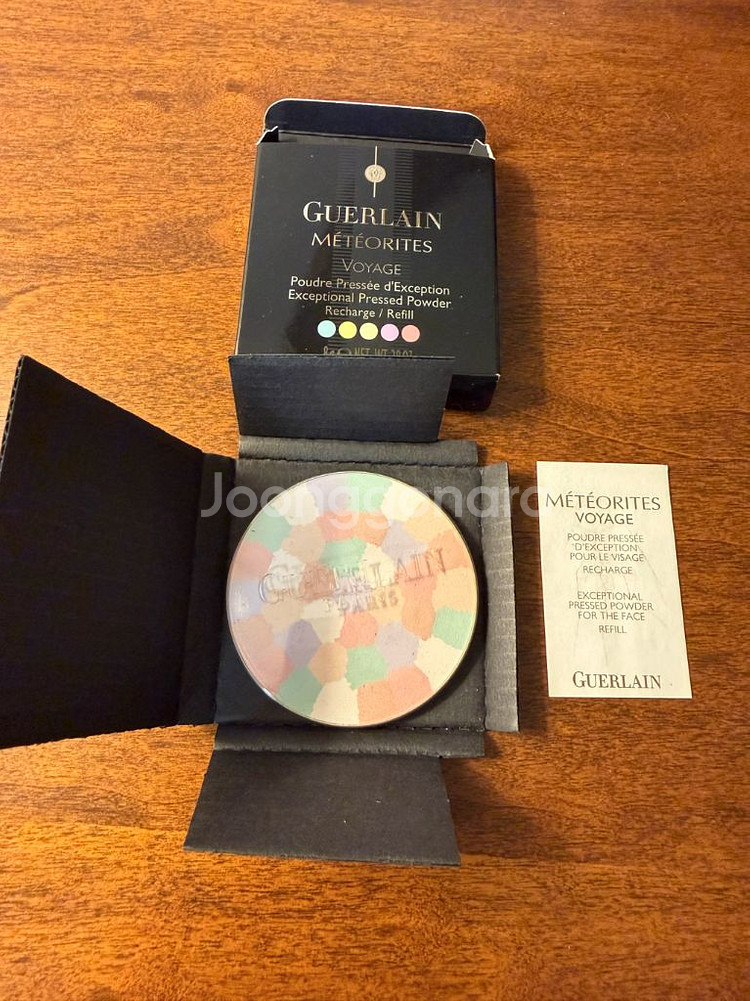 GUERLAIN
MÉTÉORITES
VOYAGE
Poudre Pressée d'Exception
Exceptional Pressed Powder
Recharge / Refill
Joonggonara
GUERLAIN
PARIS
MÉTÉORITES
VOYAGE
POUDRE PRESSÉE
D'EXCEPTION
POUR LE VISAGE
RECHARGE
EXCEPTIONAL
PRESSED POWDER
FOR THE FACE
REFILL
GUERLAIN